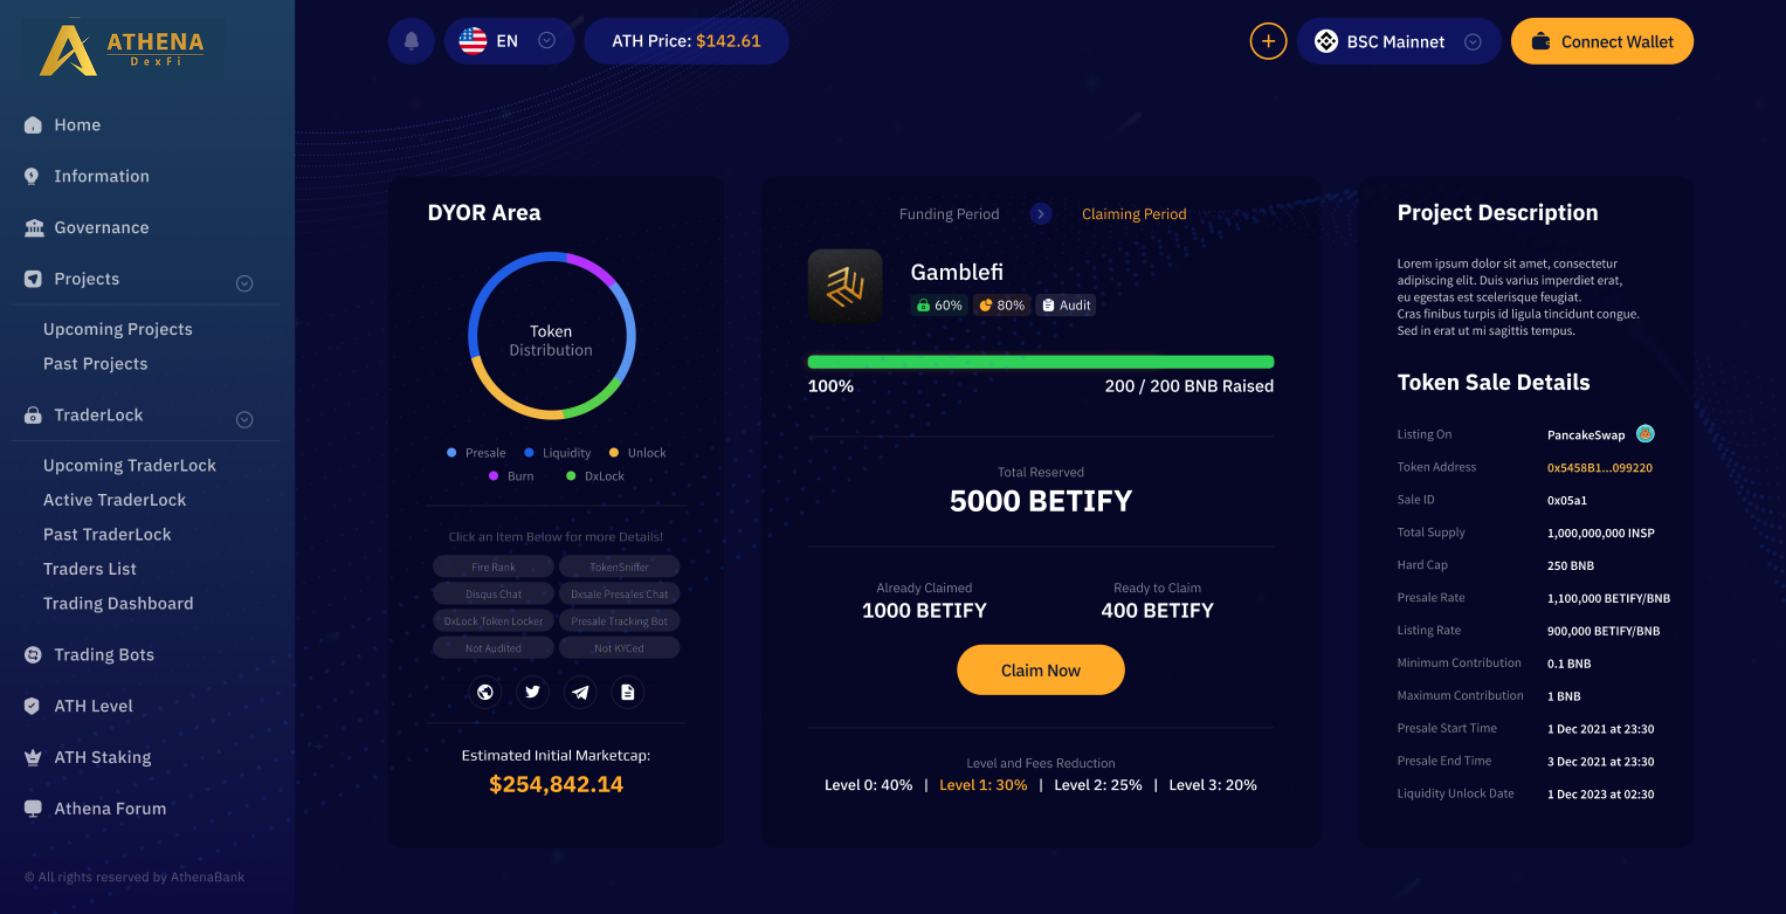 ATHENA
DexFi
Home
Information
Governance
Projects
Upcoming Projects
Past Projects
TraderLock
Upcoming TraderLock
Active TraderLock
Past TraderLock
Traders List
Trading Dashboard
Trading Bots
ATH Level
ATH Staking
Athena Forum
© All rights reserved by AthenaBank
EN
ATH Price: $142.61
BSC Mainnet
Connect Wallet
DYOR Area
Token
Distribution
Presale Liquidity Unlock
Burn DxLock
Click an Item Below for more Details!
Fire Rank TokenSniffer
Disqus Chat Dxsale Presales Chat
DxLock Token Locker Presale Tracking Bot
Not Audited Not KYCed
Estimated Initial Marketcap:
$254,842.14
Funding Period Claiming Period
Gamblefi
60% 80% Audit
100% 200 / 200 BNB Raised
Total Reserved
5000 BETIFY
Already Claimed Ready to Claim
1000 BETIFY 400 BETIFY
Claim Now
Level and Fees Reduction
Level 0: 40% | Level 1: 30% | Level 2: 25% | Level 3: 20%
Project Description
Lorem ipsum dolor sit amet, consectetur
adipiscing elit. Duis varius imperdiet erat,
eu egestas est scelerisque feugiat.
Cras finibus turpis id ligula tincidunt congue.
Sed in erat ut mi sagittis tempus.
Token Sale Details
Listing On PancakeSwap
Token Address 0x5458B1...099220
Sale ID 0x05a1
Total Supply 1,000,000,000 INSP
Hard Cap 250 BNB
Presale Rate 1,100,000 BETIFY/BNB
Listing Rate 900,000 BETIFY/BNB
Minimum Contribution 0.1 BNB
Maximum Contribution 1 BNB
Presale Start Time 1 Dec 2021 at 23:30
Presale End Time 3 Dec 2021 at 23:30
Liquidity Unlock Date 1 Dec 2023 at 02:30